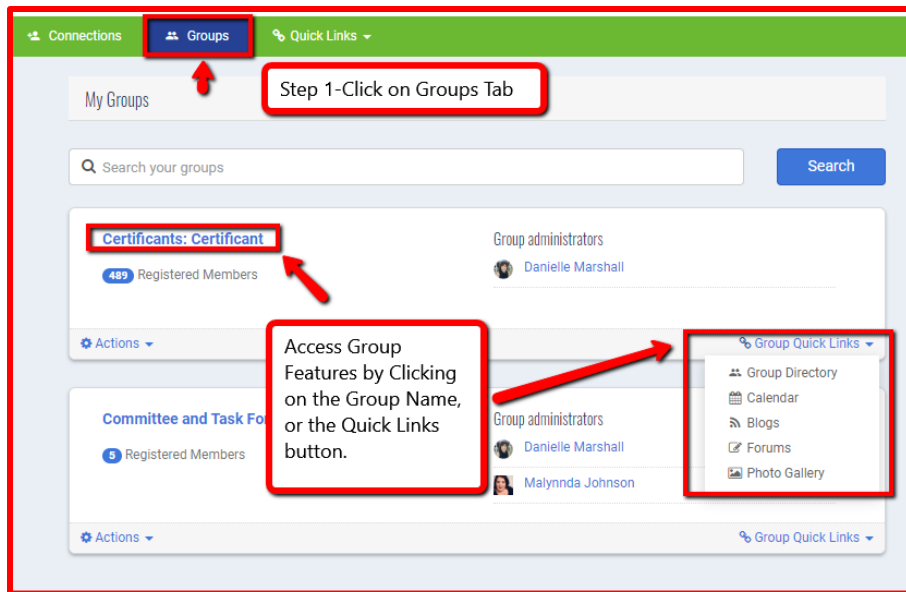 Connections Groups Quick Links
Step 1-Click on Groups Tab
My Groups
Search your groups Search
Certificants: Certificant
489 Registered Members
Group administrators
Danielle Marshall
Actions
Group Quick Links
Access Group
Features by Clicking
on the Group Name,
or the Quick Links
button.
Group Directory
Calendar
Blogs
Forums
Photo Gallery
Committee and Task Fo
5 Registered Members
Group administrators
Danielle Marshall
Malynnda Johnson
Actions
Group Quick Links